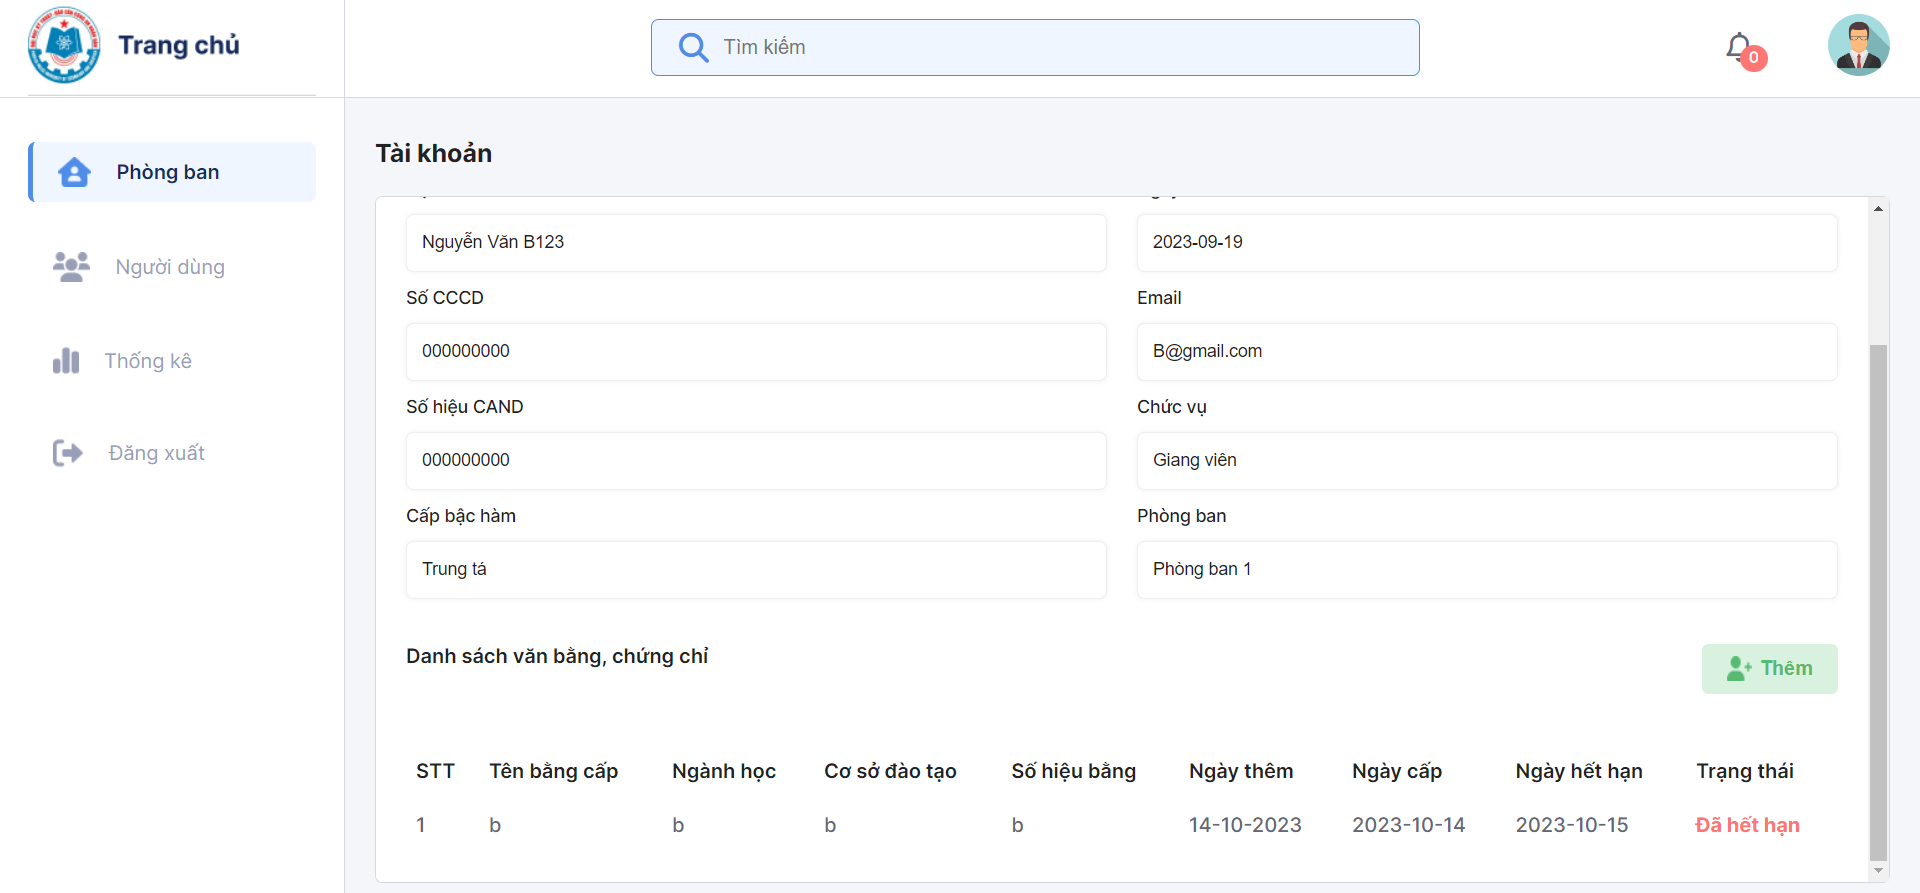 Trang chủ
Tìm kiếm
0
Phòng ban
Người dùng
Thống kê
Đăng xuất
Tài khoản
Nguyễn Văn B123
2023-09-19
Số CCCD
Email
000000000
B@gmail.com
Số hiệu CAND
Chức vụ
000000000
Giang viên
Cấp bậc hàm
Phòng ban
Trung tá
Phòng ban 1
Danh sách văn bằng, chứng chỉ
Thêm
STT Tên bằng cấp Ngành học Cơ sở đào tạo Số hiệu bằng Ngày thêm Ngày cấp Ngày hết hạn Trạng thái
1 b b b b 14-10-2023 2023-10-14 2023-10-15 Đã hết hạn